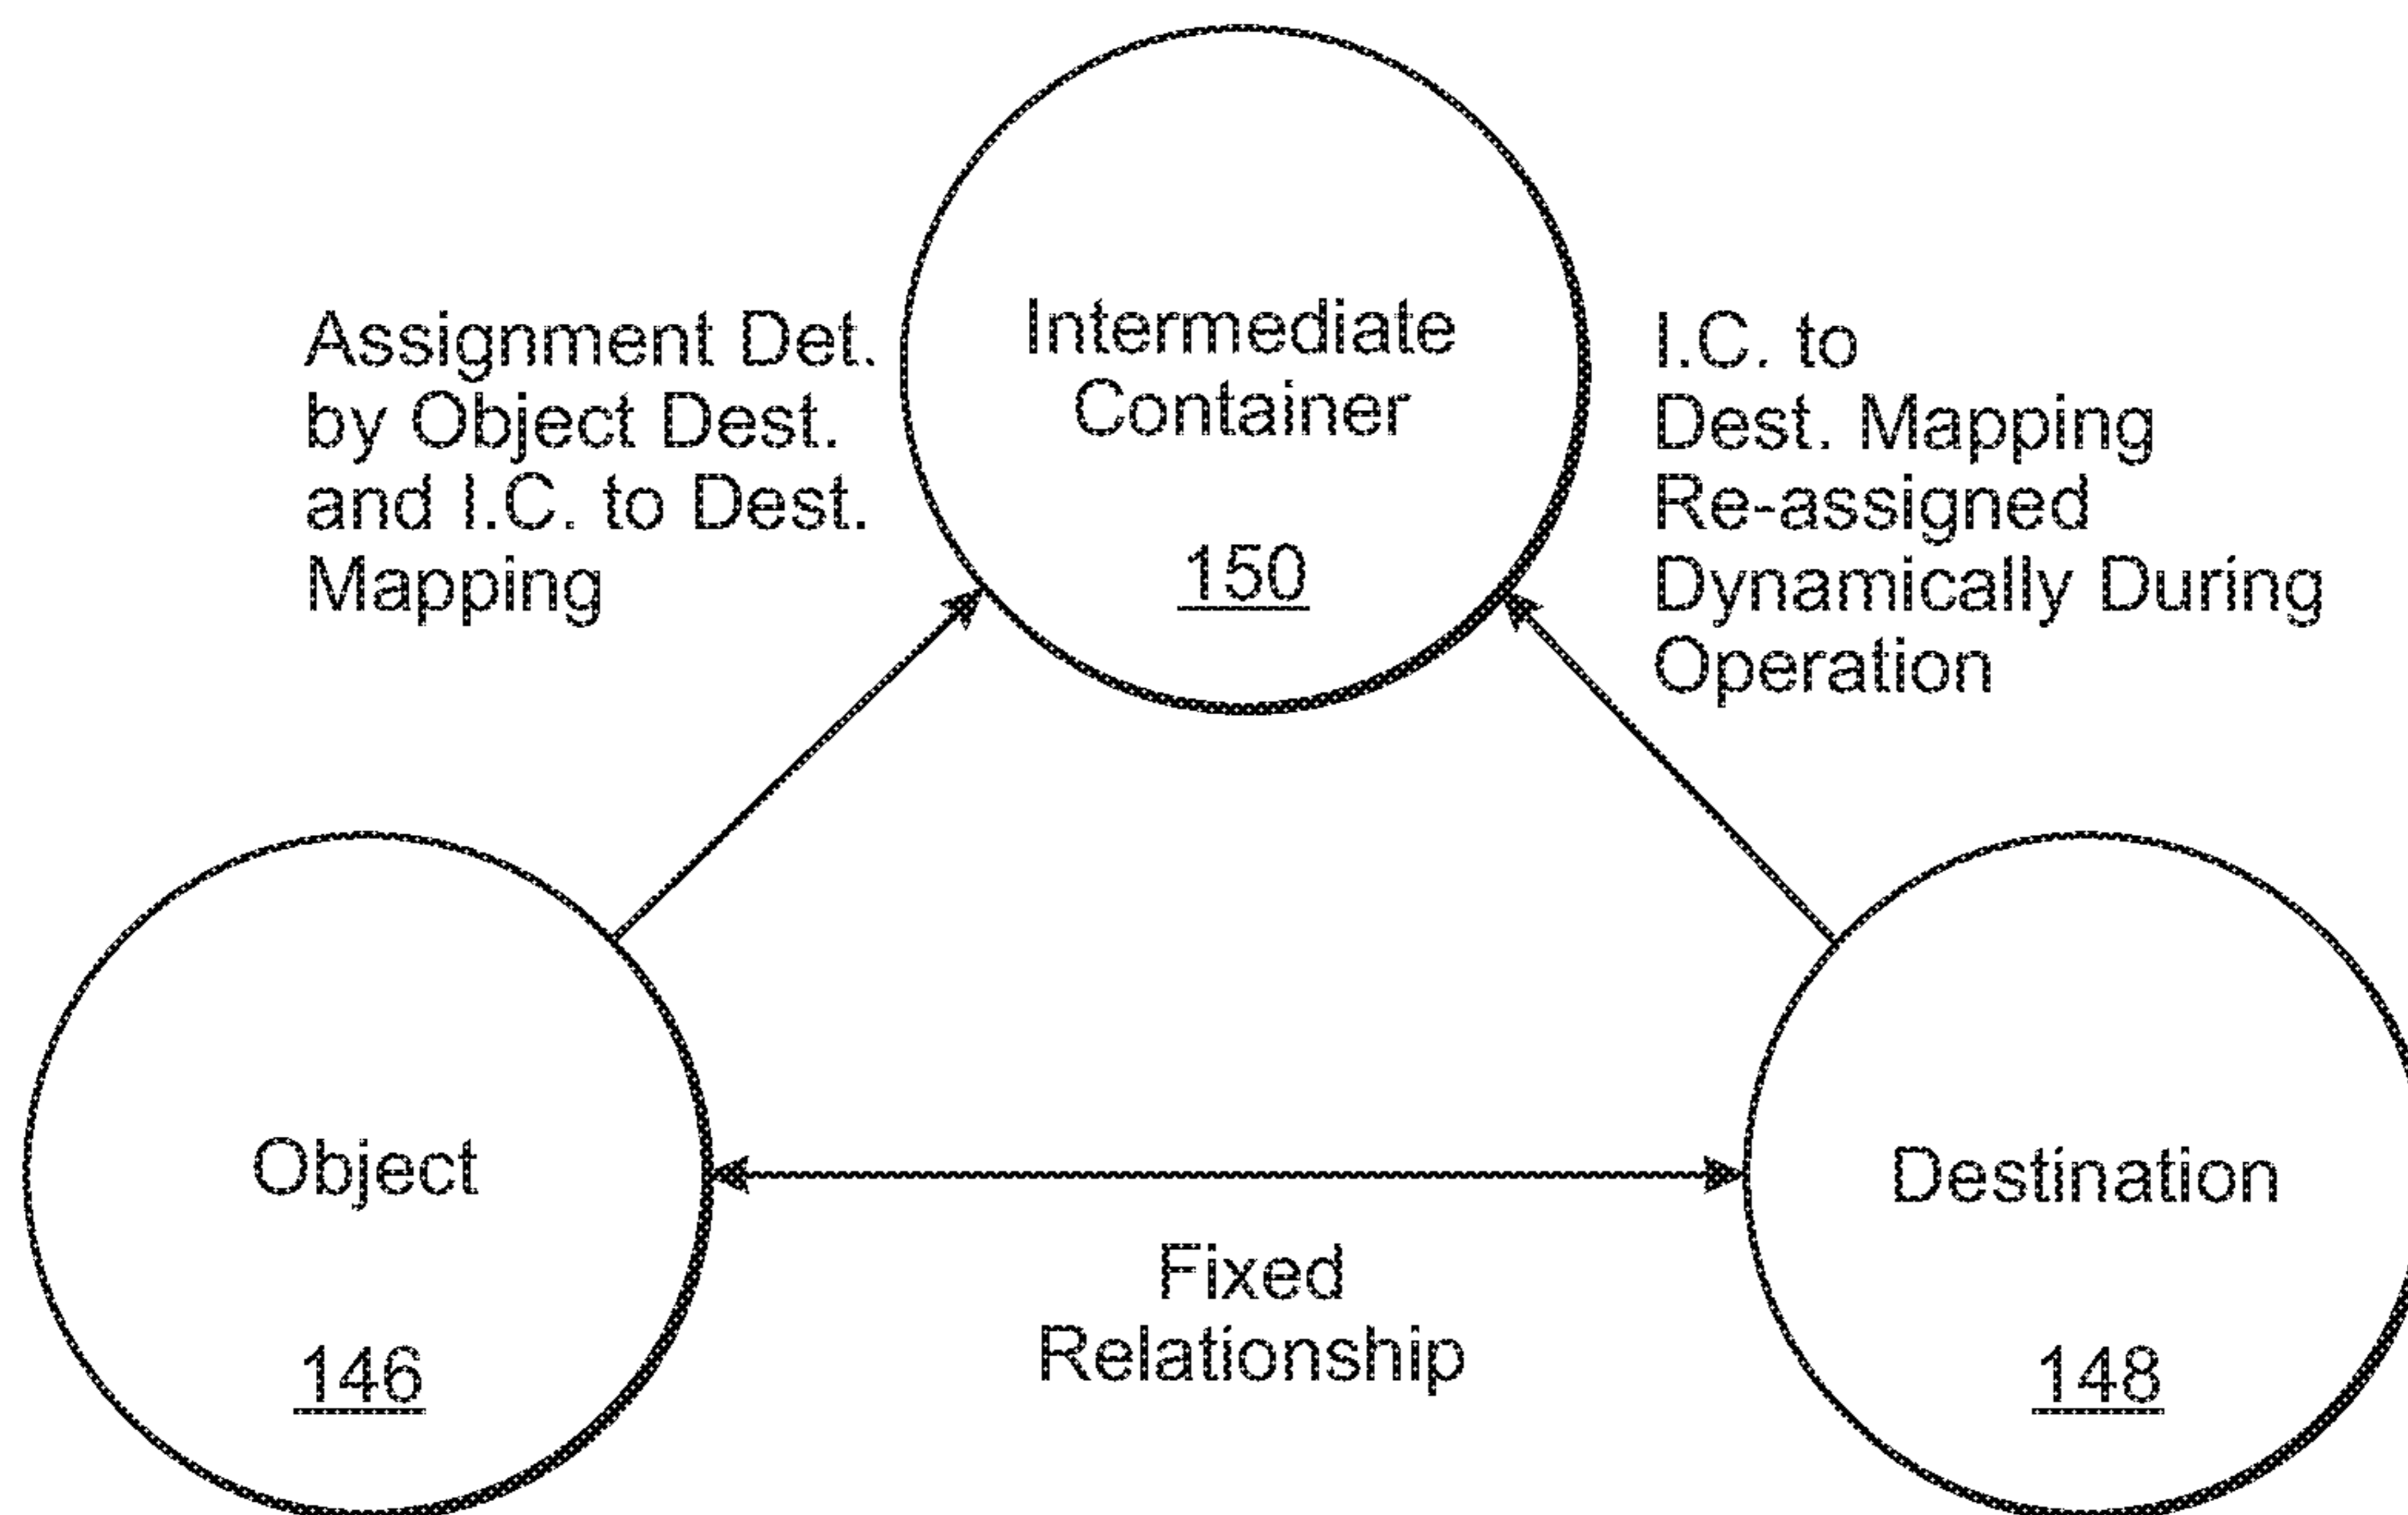 Intermediate
Container
150
Assignment Det.
by Object Dest.
and I.C. to Dest.
Mapping
I.C. to
Dest. Mapping
Re-assigned
Dynamically During
Operation
Object
146
Fixed
Relationship
Destination
148